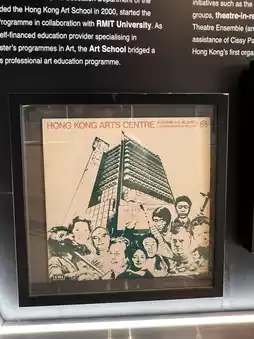 ded the Hong Kong Art School in 2000, started the
Programme in collaboration with RMIT University. As
elf-financed education provider specialising in
ster's programmes in Art, the Art School bridged a
s professional art education programme.
initiatives such as the
groups, theatre-in-re
Theatre Ensemble (an
assistance of Cissy Pa
Hong Kong's first orga
HONG KONG ARTS CENTRE